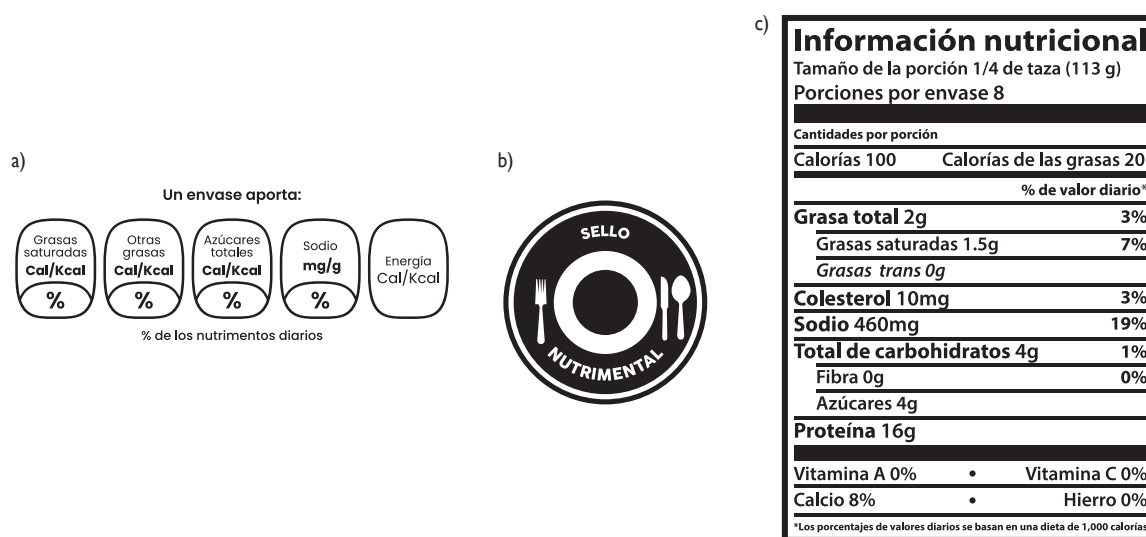 a)
Un envase aporta:
Grasas
saturadas
Cal/Kcal
%
Otras
grasas
Cal/Kcal
%
Azúcares
totales
Cal/Kcal
%
Sodio
mg/g
%
Energía
Cal/Kcal
% de los nutrimentos diarios
b)
SELLO
NUTRIMENTAL
c)
Información nutricional
Tamaño de la porción 1/4 de taza (113 g)
Porciones por envase 8
Cantidades por porción
Calorías 100 Calorías de las grasas 20
% de valor diario*
Grasa total 2g 3%
Grasas saturadas 1.5g 7%
Grasas trans 0g
Colesterol 10mg 3%
Sodio 460mg 19%
Total de carbohidratos 4g 1%
Fibra 0g 0%
Azúcares 4g
Proteína 16g
Vitamina A 0% • Vitamina C 0%
Calcio 8% • Hierro 0%
*Los porcentajes de valores diarios se basan en una dieta de 1,000 calorías